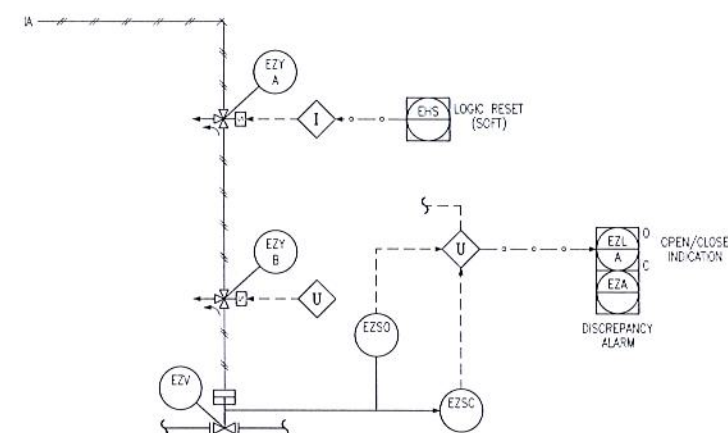 IA
EZY
A
I
EHS
LOGIC RESET
(SOFT)
EZY
B
U
U
EZL
A
O
C
OPEN/CLOSE
INDICATION
EZA
DISCREPANCY
ALARM
EZSO
EZV
EZSC